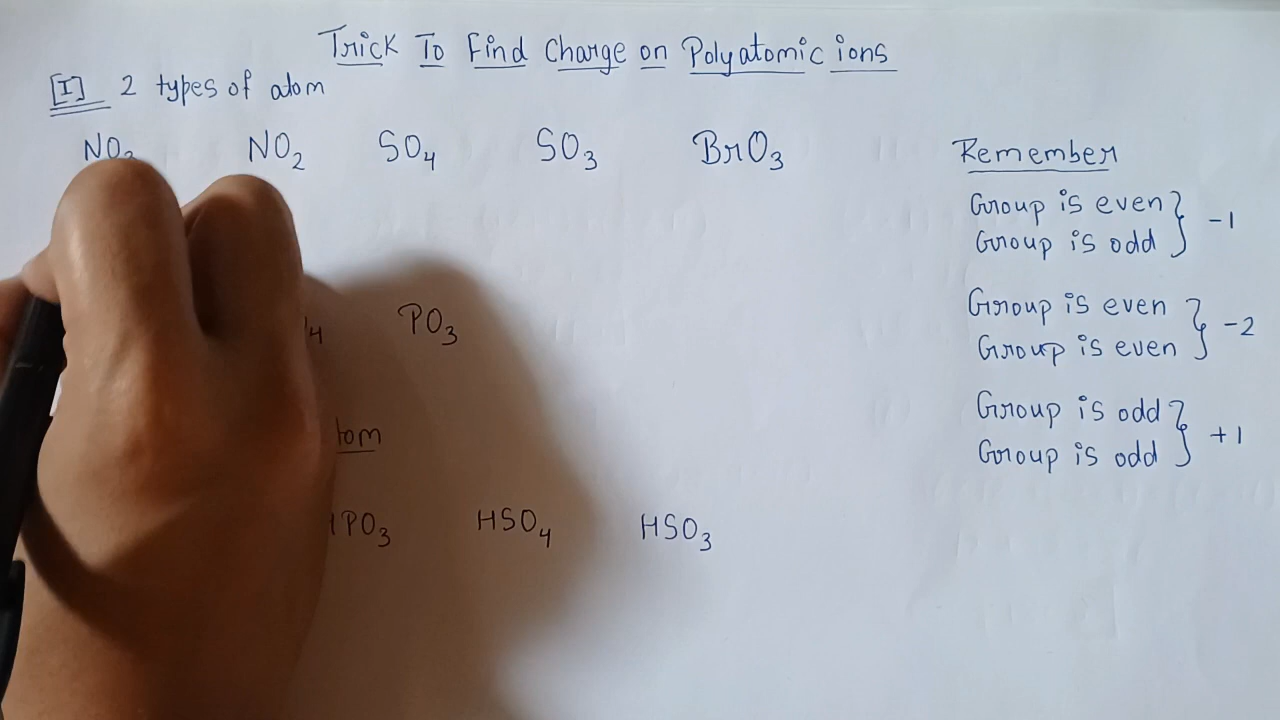 Trick To Find Charge on Polyatomic ions
[I] 2 types of atom
NO₃ NO₂ SO₄ SO₃ BrO₃
PO₃
HSO₄ HSO₃
Remember
Group is even } -1
Group is odd
Group is even } -2
Group is even
Group is odd } +1
Group is odd